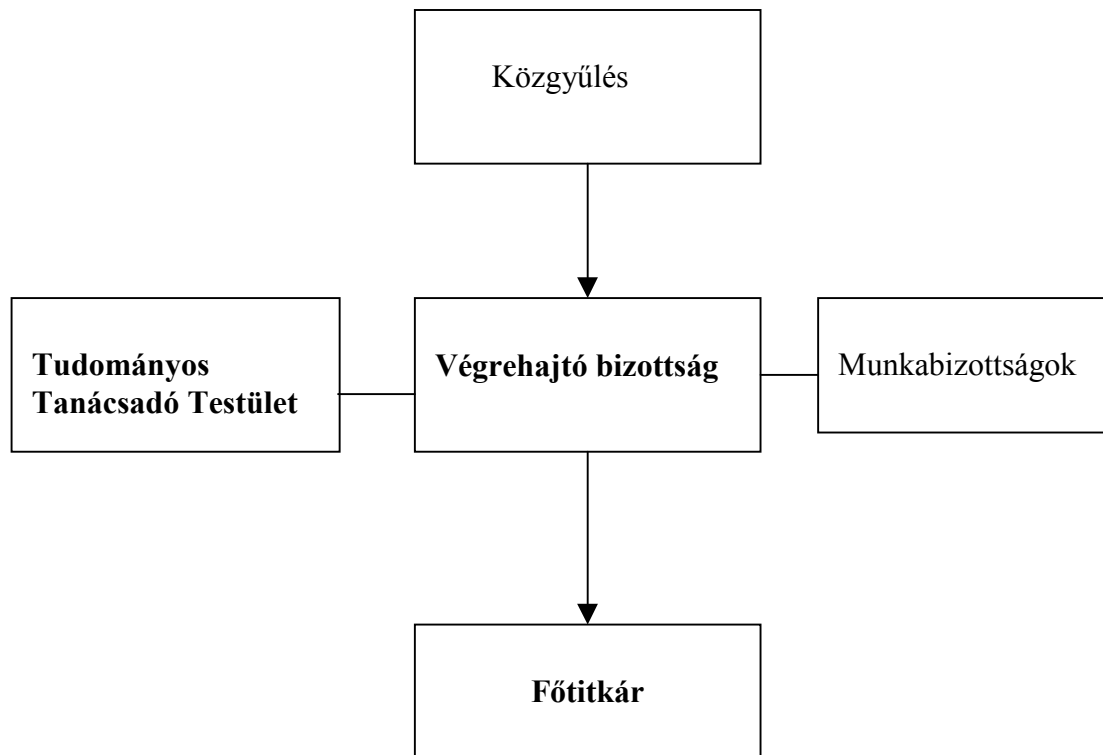 Közgyűlés
Tudományos
Tanácsadó Testület
Végrehajtó bizottság
Munkabizottságok
Főtitkár